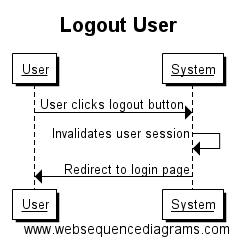 Logout User
User System
User clicks logout button
Invalidates user session
Redirect to login page
User System
www.websequencediagrams.com